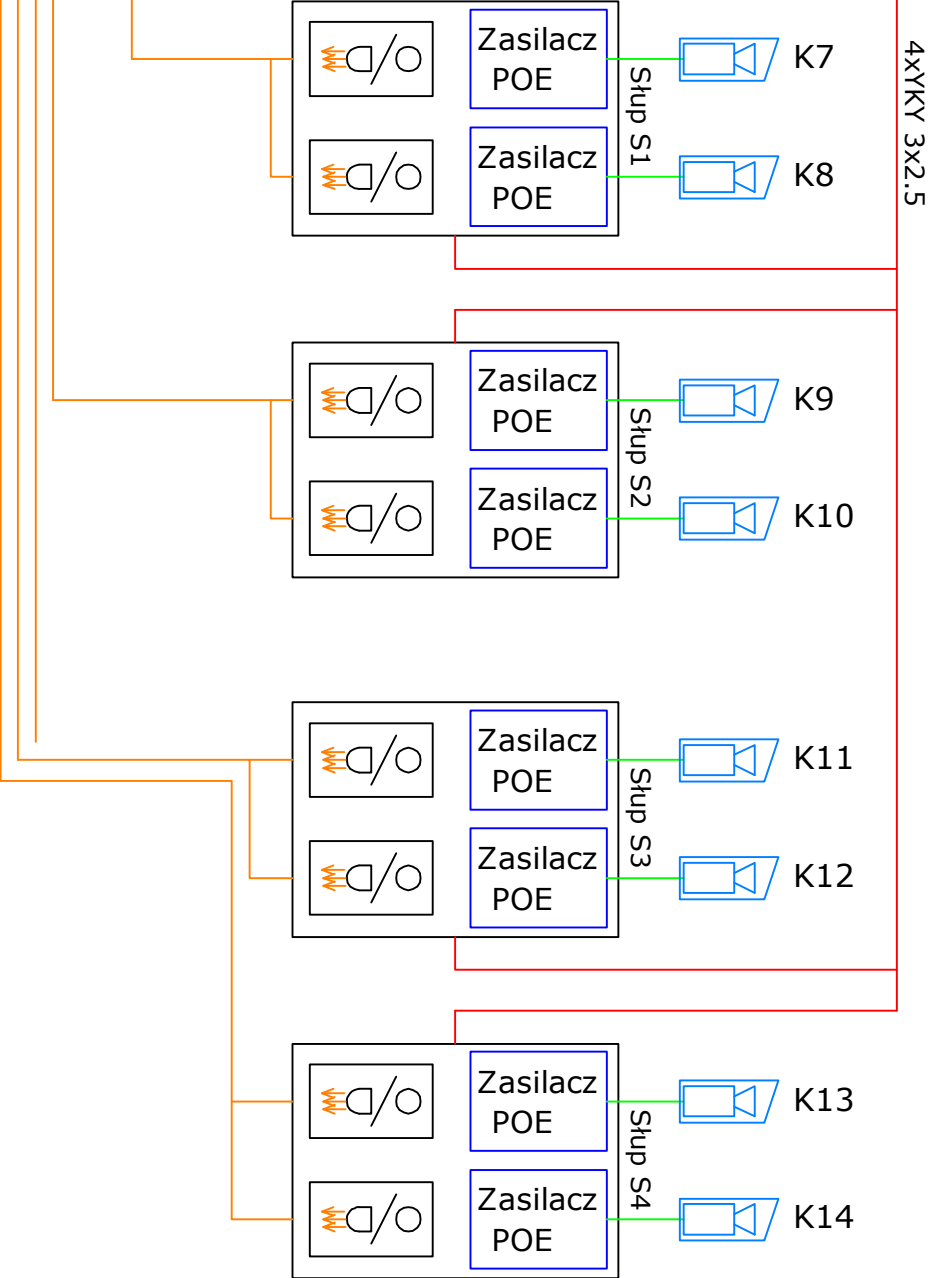 Zasilacz
POE
K7
Słup S1
4xYKY 3x2.5
Zasilacz
POE
K8
Zasilacz
POE
K9
Słup S2
Zasilacz
POE
K10
Zasilacz
POE
K11
Słup S3
Zasilacz
POE
K12
Zasilacz
POE
K13
Słup S4
Zasilacz
POE
K14